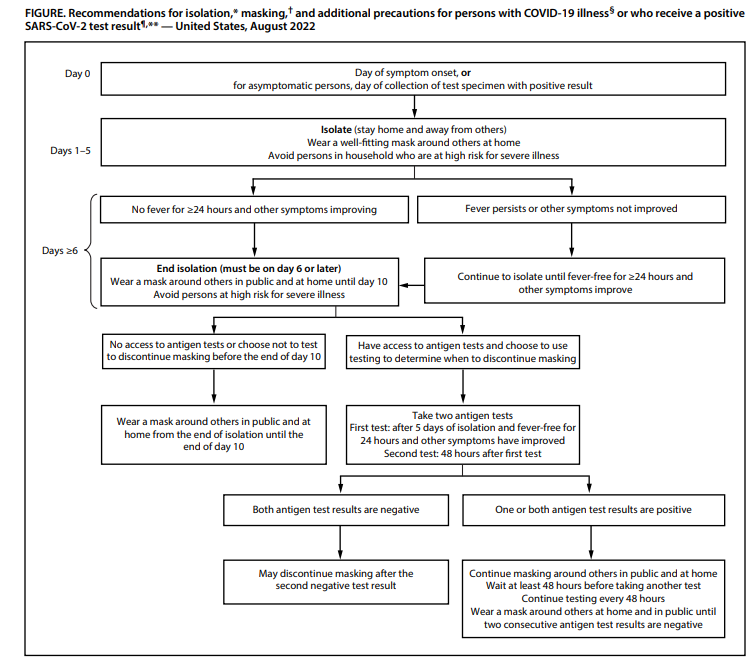 FIGURE. Recommendations for isolation,* masking,† and additional precautions for persons with COVID-19 illness§ or who receive a positive
SARS-CoV-2 test result¶,** — United States, August 2022
Day 0
Day of symptom onset, or
for asymptomatic persons, day of collection of test specimen with positive result
Days 1–5
Isolate (stay home and away from others)
Wear a well-fitting mask around others at home
Avoid persons in household who are at high risk for severe illness
Days ≥6
No fever for ≥24 hours and other symptoms improving
Fever persists or other symptoms not improved
End isolation (must be on day 6 or later)
Wear a mask around others in public and at home until day 10
Avoid persons at high risk for severe illness
Continue to isolate until fever-free for ≥24 hours and
other symptoms improve
No access to antigen tests or choose not to test
to discontinue masking before the end of day 10
Have access to antigen tests and choose to use
testing to determine when to discontinue masking
Wear a mask around others in public and at
home from the end of isolation until the
end of day 10
Take two antigen tests
First test: after 5 days of isolation and fever-free for
24 hours and other symptoms have improved
Second test: 48 hours after first test
Both antigen test results are negative
One or both antigen test results are positive
May discontinue masking after the
second negative test result
Continue masking around others in public and at home
Wait at least 48 hours before taking another test
Continue testing every 48 hours
Wear a mask around others at home and in public until
two consecutive antigen test results are negative